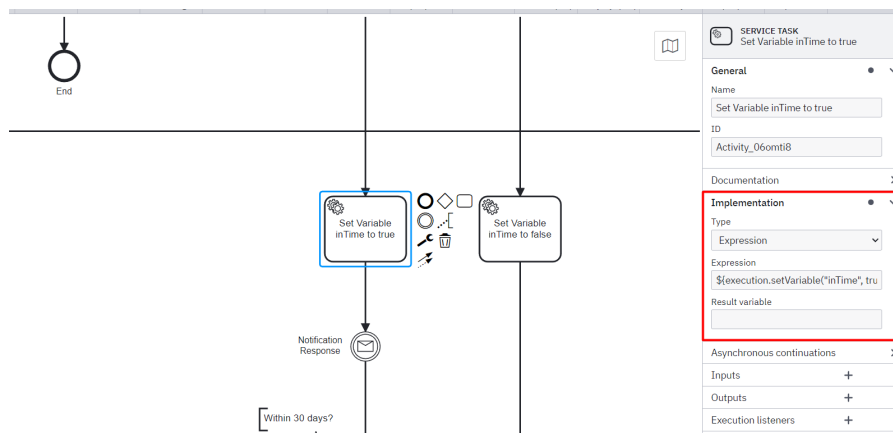 End
Set Variable
inTime to true
Set Variable
inTime to false
Notification
Response
Within 30 days?
SERVICE TASK
Set Variable inTime to true
General
Name
Set Variable inTime to true
ID
Activity_06omti8
Documentation
Implementation
Type
Expression
Expression
${execution.setVariable("inTime", tru
Result variable
Asynchronous continuations
Inputs
Outputs
Execution listeners